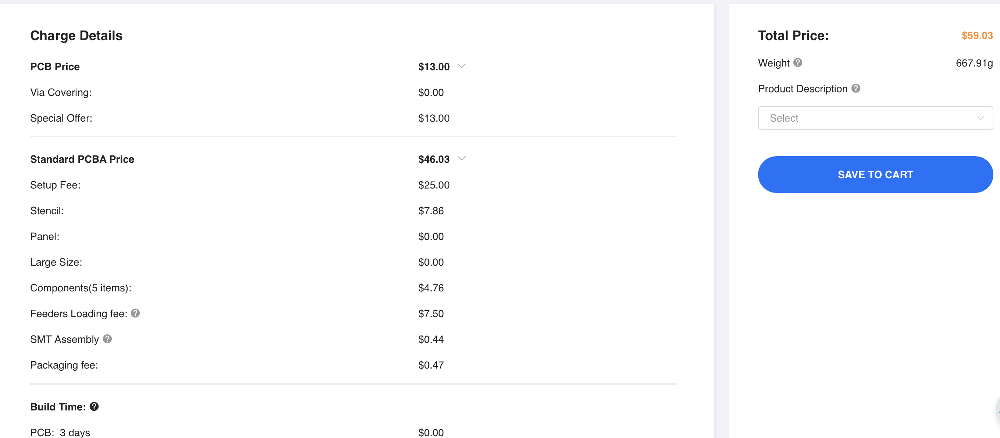 Charge Details
PCB Price $13.00
Via Covering: $0.00
Special Offer: $13.00
Standard PCBA Price $46.03
Setup Fee: $25.00
Stencil: $7.86
Panel: $0.00
Large Size: $0.00
Components(5 items): $4.76
Feeders Loading fee: ? $7.50
SMT Assembly ? $0.44
Packaging fee: $0.47
Build Time: ?
PCB: 3 days $0.00
Total Price: $59.03
Weight ? 667.91g
Product Description ?
Select
SAVE TO CART